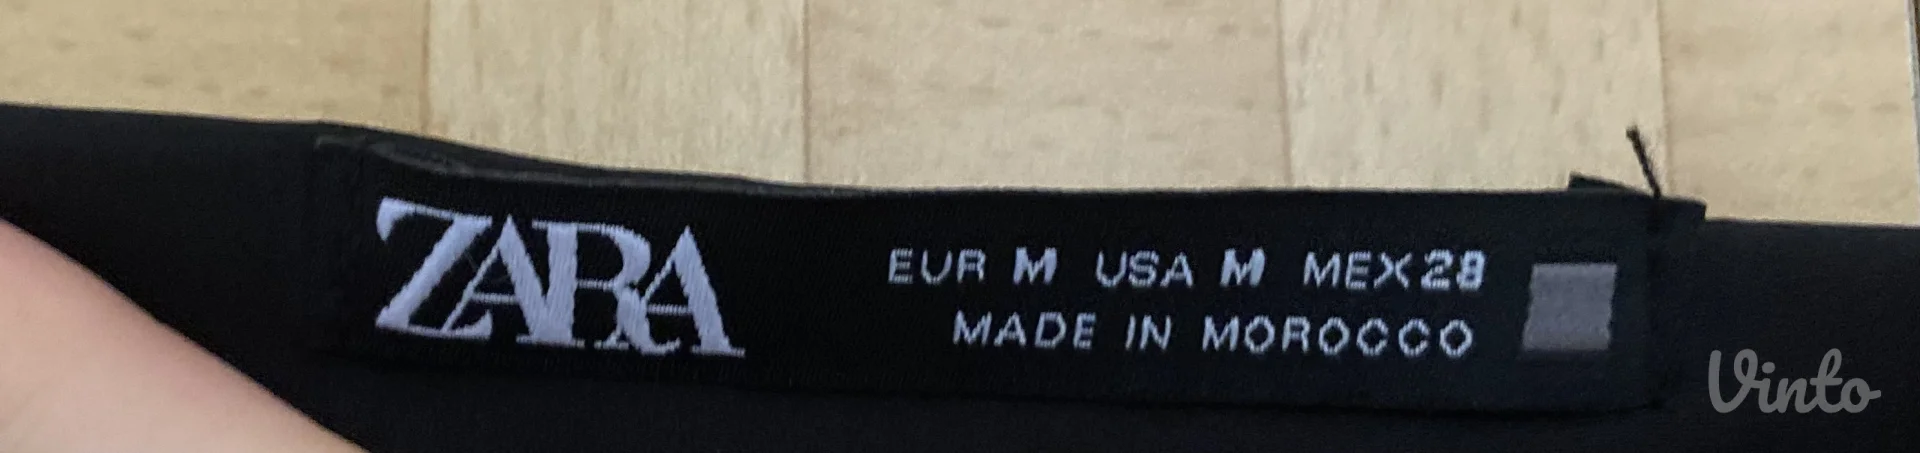 ZARA
EUR M USA M MEX 28
MADE IN MOROCCO
Vinto